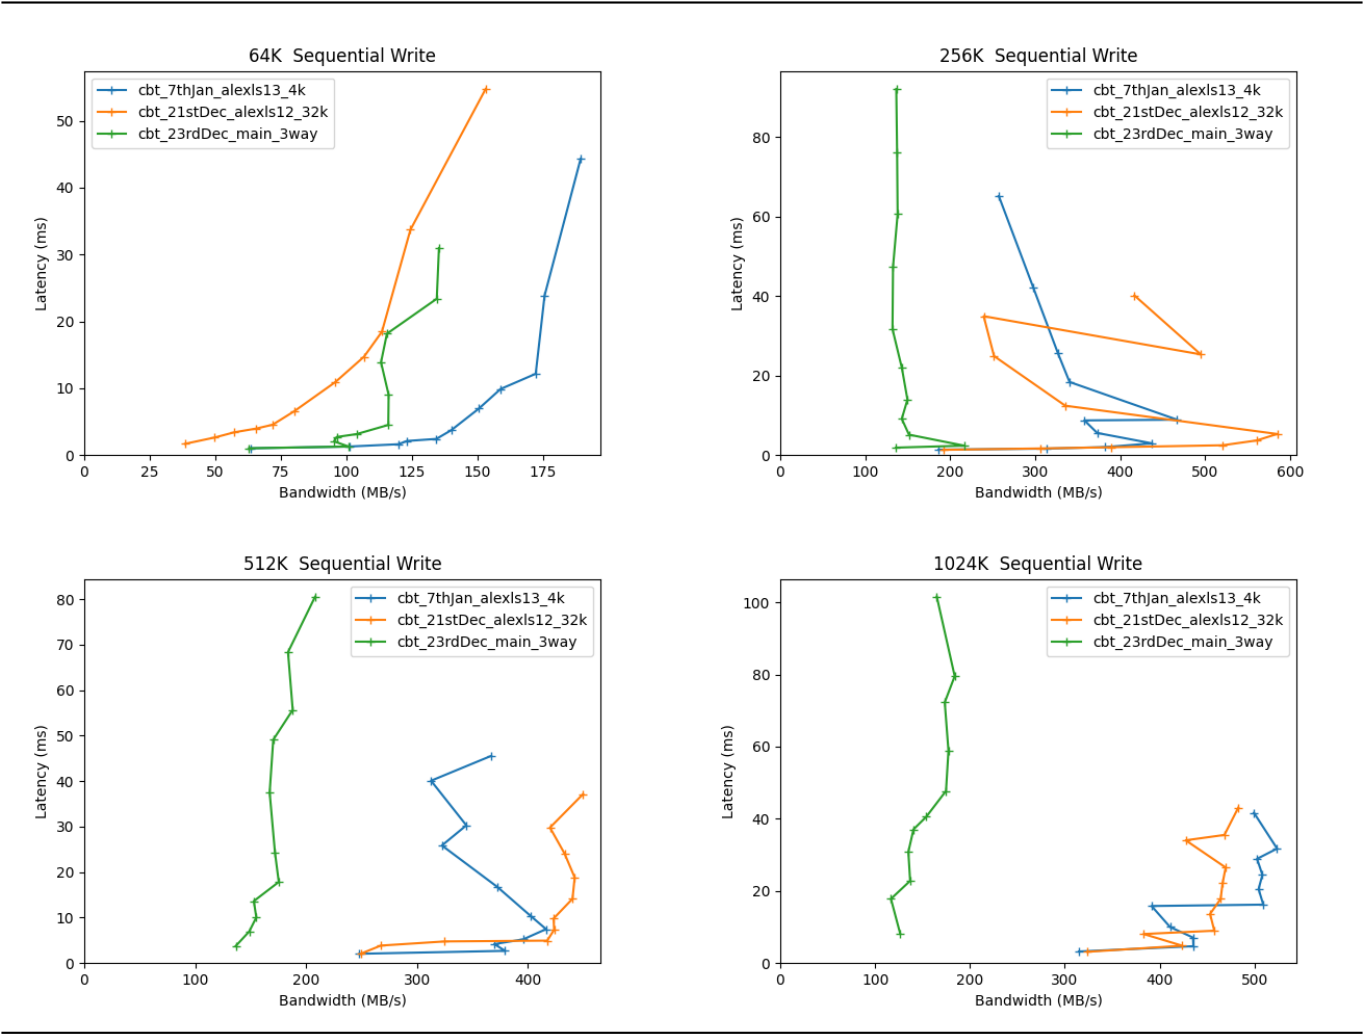 64K  Sequential Write
cbt_7thJan_alexls13_4k
cbt_21stDec_alexls12_32k
cbt_23rdDec_main_3way
50
40
30
20
10
0
Latency (ms)
0 25 50 75 100 125 150 175
Bandwidth (MB/s)
256K  Sequential Write
cbt_7thJan_alexls13_4k
cbt_21stDec_alexls12_32k
cbt_23rdDec_main_3way
80
60
40
20
0
Latency (ms)
0 100 200 300 400 500 600
Bandwidth (MB/s)
512K  Sequential Write
cbt_7thJan_alexls13_4k
cbt_21stDec_alexls12_32k
cbt_23rdDec_main_3way
80
70
60
50
40
30
20
10
0
Latency (ms)
0 100 200 300 400
Bandwidth (MB/s)
1024K  Sequential Write
cbt_7thJan_alexls13_4k
cbt_21stDec_alexls12_32k
cbt_23rdDec_main_3way
100
80
60
40
20
0
Latency (ms)
0 100 200 300 400 500
Bandwidth (MB/s)